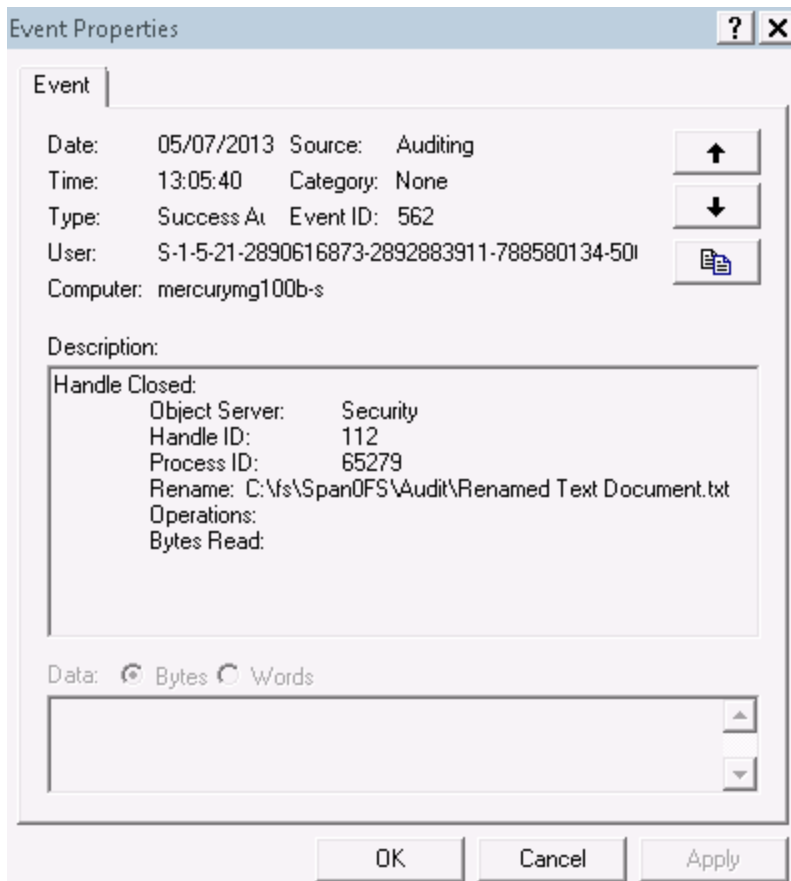 Event Properties
?
Event
Date: 05/07/2013 Source: Auditing
Time: 13:05:40 Category: None
Type: Success Au Event ID: 562
User: S-1-5-21-2890616873-2892883911-788580134-50
Computer: mercurymg100b-s
Description:
Handle Closed:
Object Server: Security
Handle ID: 112
Process ID: 65279
Rename: C:\fs\Span0FS\Audit\Renamed Text Document.txt
Operations:
Bytes Read:
Data: Bytes Words
OK Cancel Apply